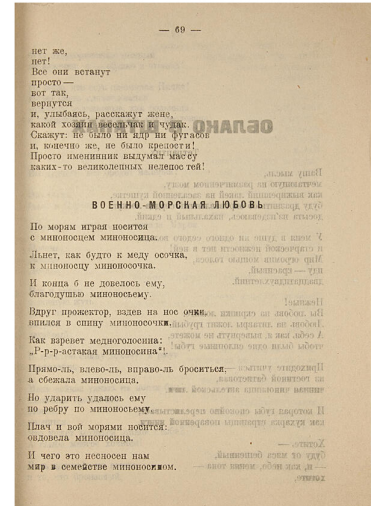 — 69 —
нет же,
нет!
Все они встанут
просто —
вот так,
вернутся
и, улыбаясь, расскажут жене,
какой хозяин весельчак и чудак.
Скажут: не было ни ядр ни фугасов
и, конечно же, не было крепости!
Просто именинник выдумал массу
каких-то великолепных нелепостей!
ВОЕННО-МОРСКАЯ ЛЮБОВЬ
По морям играя носится
с миноносцем миноносица.
Льнет, как будто к меду осочка,
к миноносцу миноносочка.
И конца б не довелось ему,
благодушью миноносьему.
Вдруг прожектор, вздев на нос очки,
впился в спину миноносочки.
Как взревет медноголосина:
„Р-р-р-астакая миноносина“!
Прямо-ль, влево-ль, вправо-ль броситься,
а сбежала миноносица.
Но ударить удалось ему
по ребру по миноносьему.
Плач и вой морями носится:
овдовела миноносица.
И чего это несносен нам
мир в семействе миноносином.